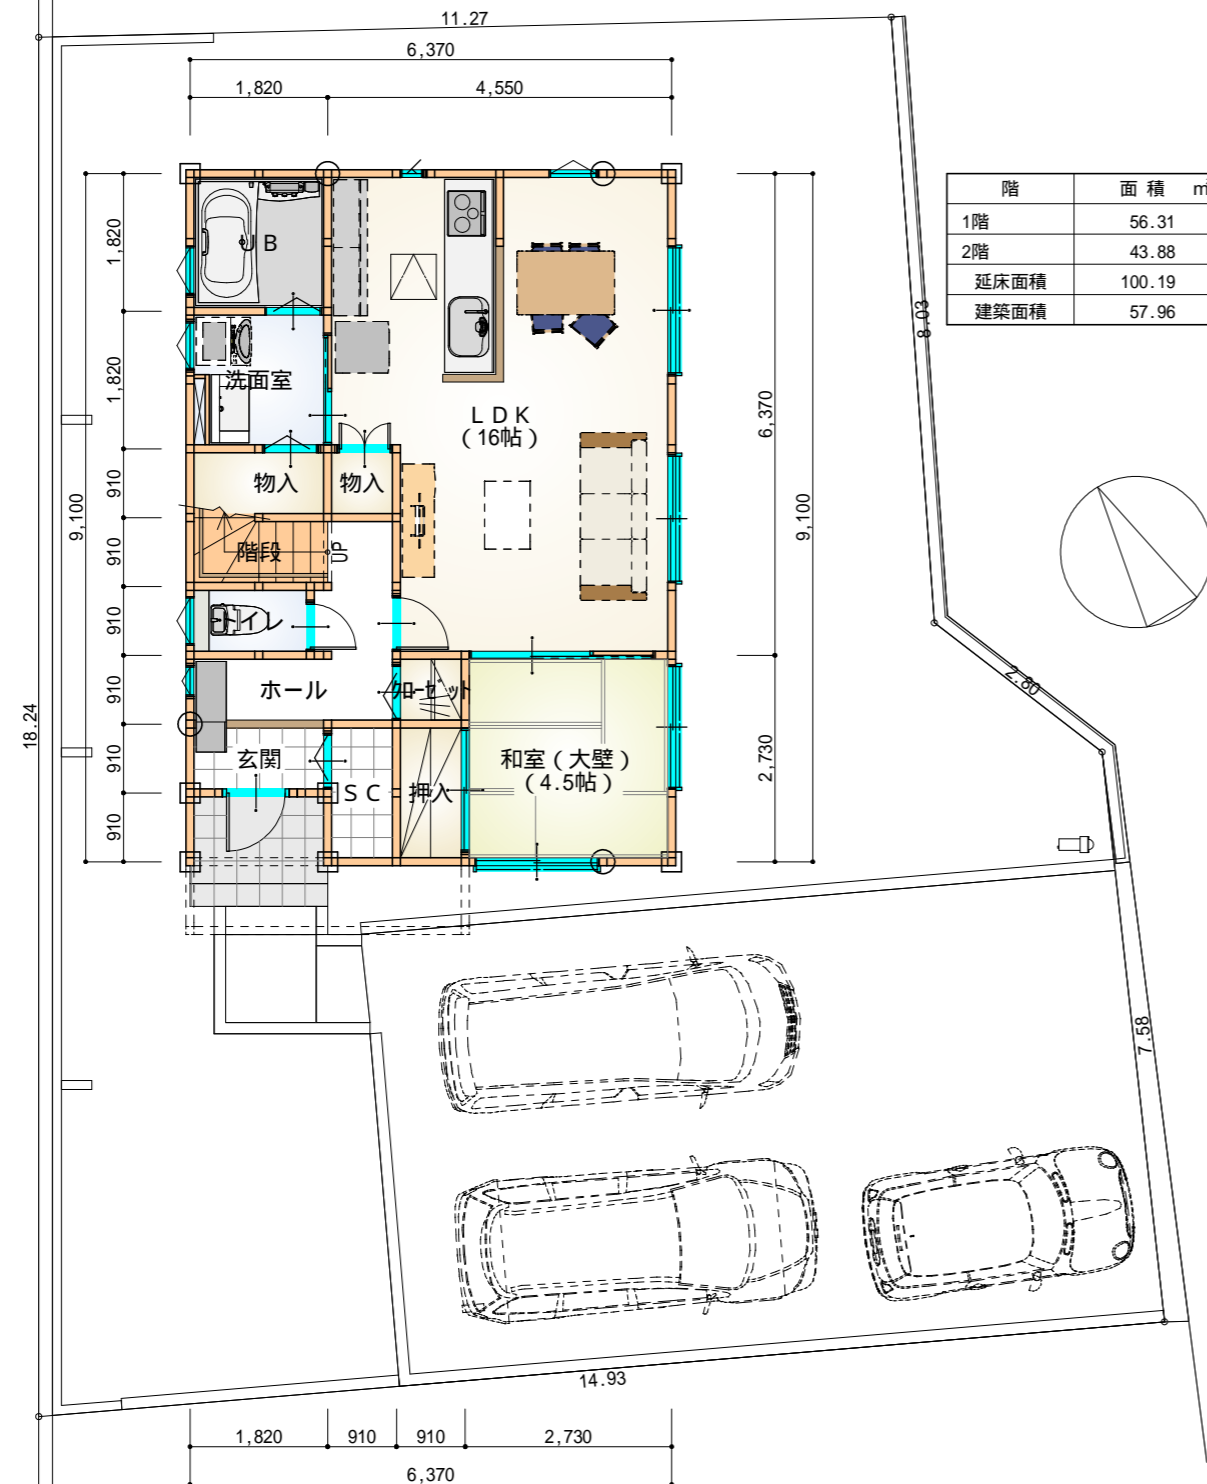 11.27
6,370
1,820
4,550
階
面 積 ㎡
1階
56.31
2階
43.88
延床面積
100.19
建築面積
57.96
1,820
1,820
910
910
910
910
910
910
9,100
18.24
ＵＢ
洗面室
ＬＤＫ
（16帖）
物入
物入
階段
UP
トイレ
ホール
クローゼット
玄関
ＳＣ
押入
和室（大壁）
（4.5帖）
6,370
2,730
9,100
8.03
2.80
7.58
14.93
1,820
910
910
2,730
6,370